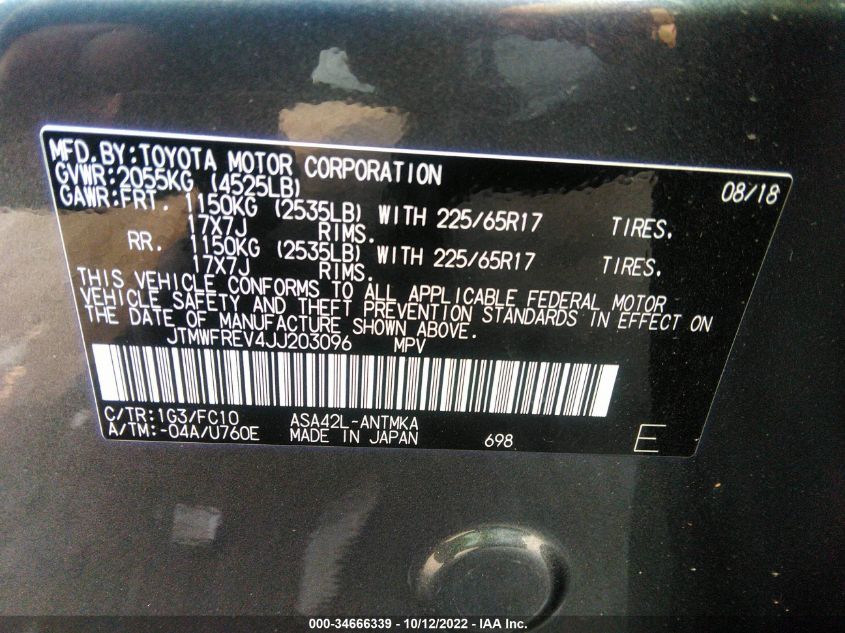 MFD.BY:TOYOTA MOTOR CORPORATION 08/18
GVWR:2055KG (4525LB)
GAWR:FRT. 1150KG (2535LB) WITH 225/65R17 TIRES.
17X7J RIMS.
RR. 1150KG (2535LB) WITH 225/65R17 TIRES.
17X7J RIMS.
THIS VEHICLE CONFORMS TO ALL APPLICABLE FEDERAL MOTOR
VEHICLE SAFETY AND THEFT PREVENTION STANDARDS IN EFFECT ON
THE DATE OF MANUFACTURE SHOWN ABOVE.
JTMWFREV4JJ203096 MPV
C/TR:1G3/FC10 ASA42L-ANTMKA
A/TM:-04A/U760E MADE IN JAPAN 698 E
000-34666339 - 10/12/2022 - IAA Inc.